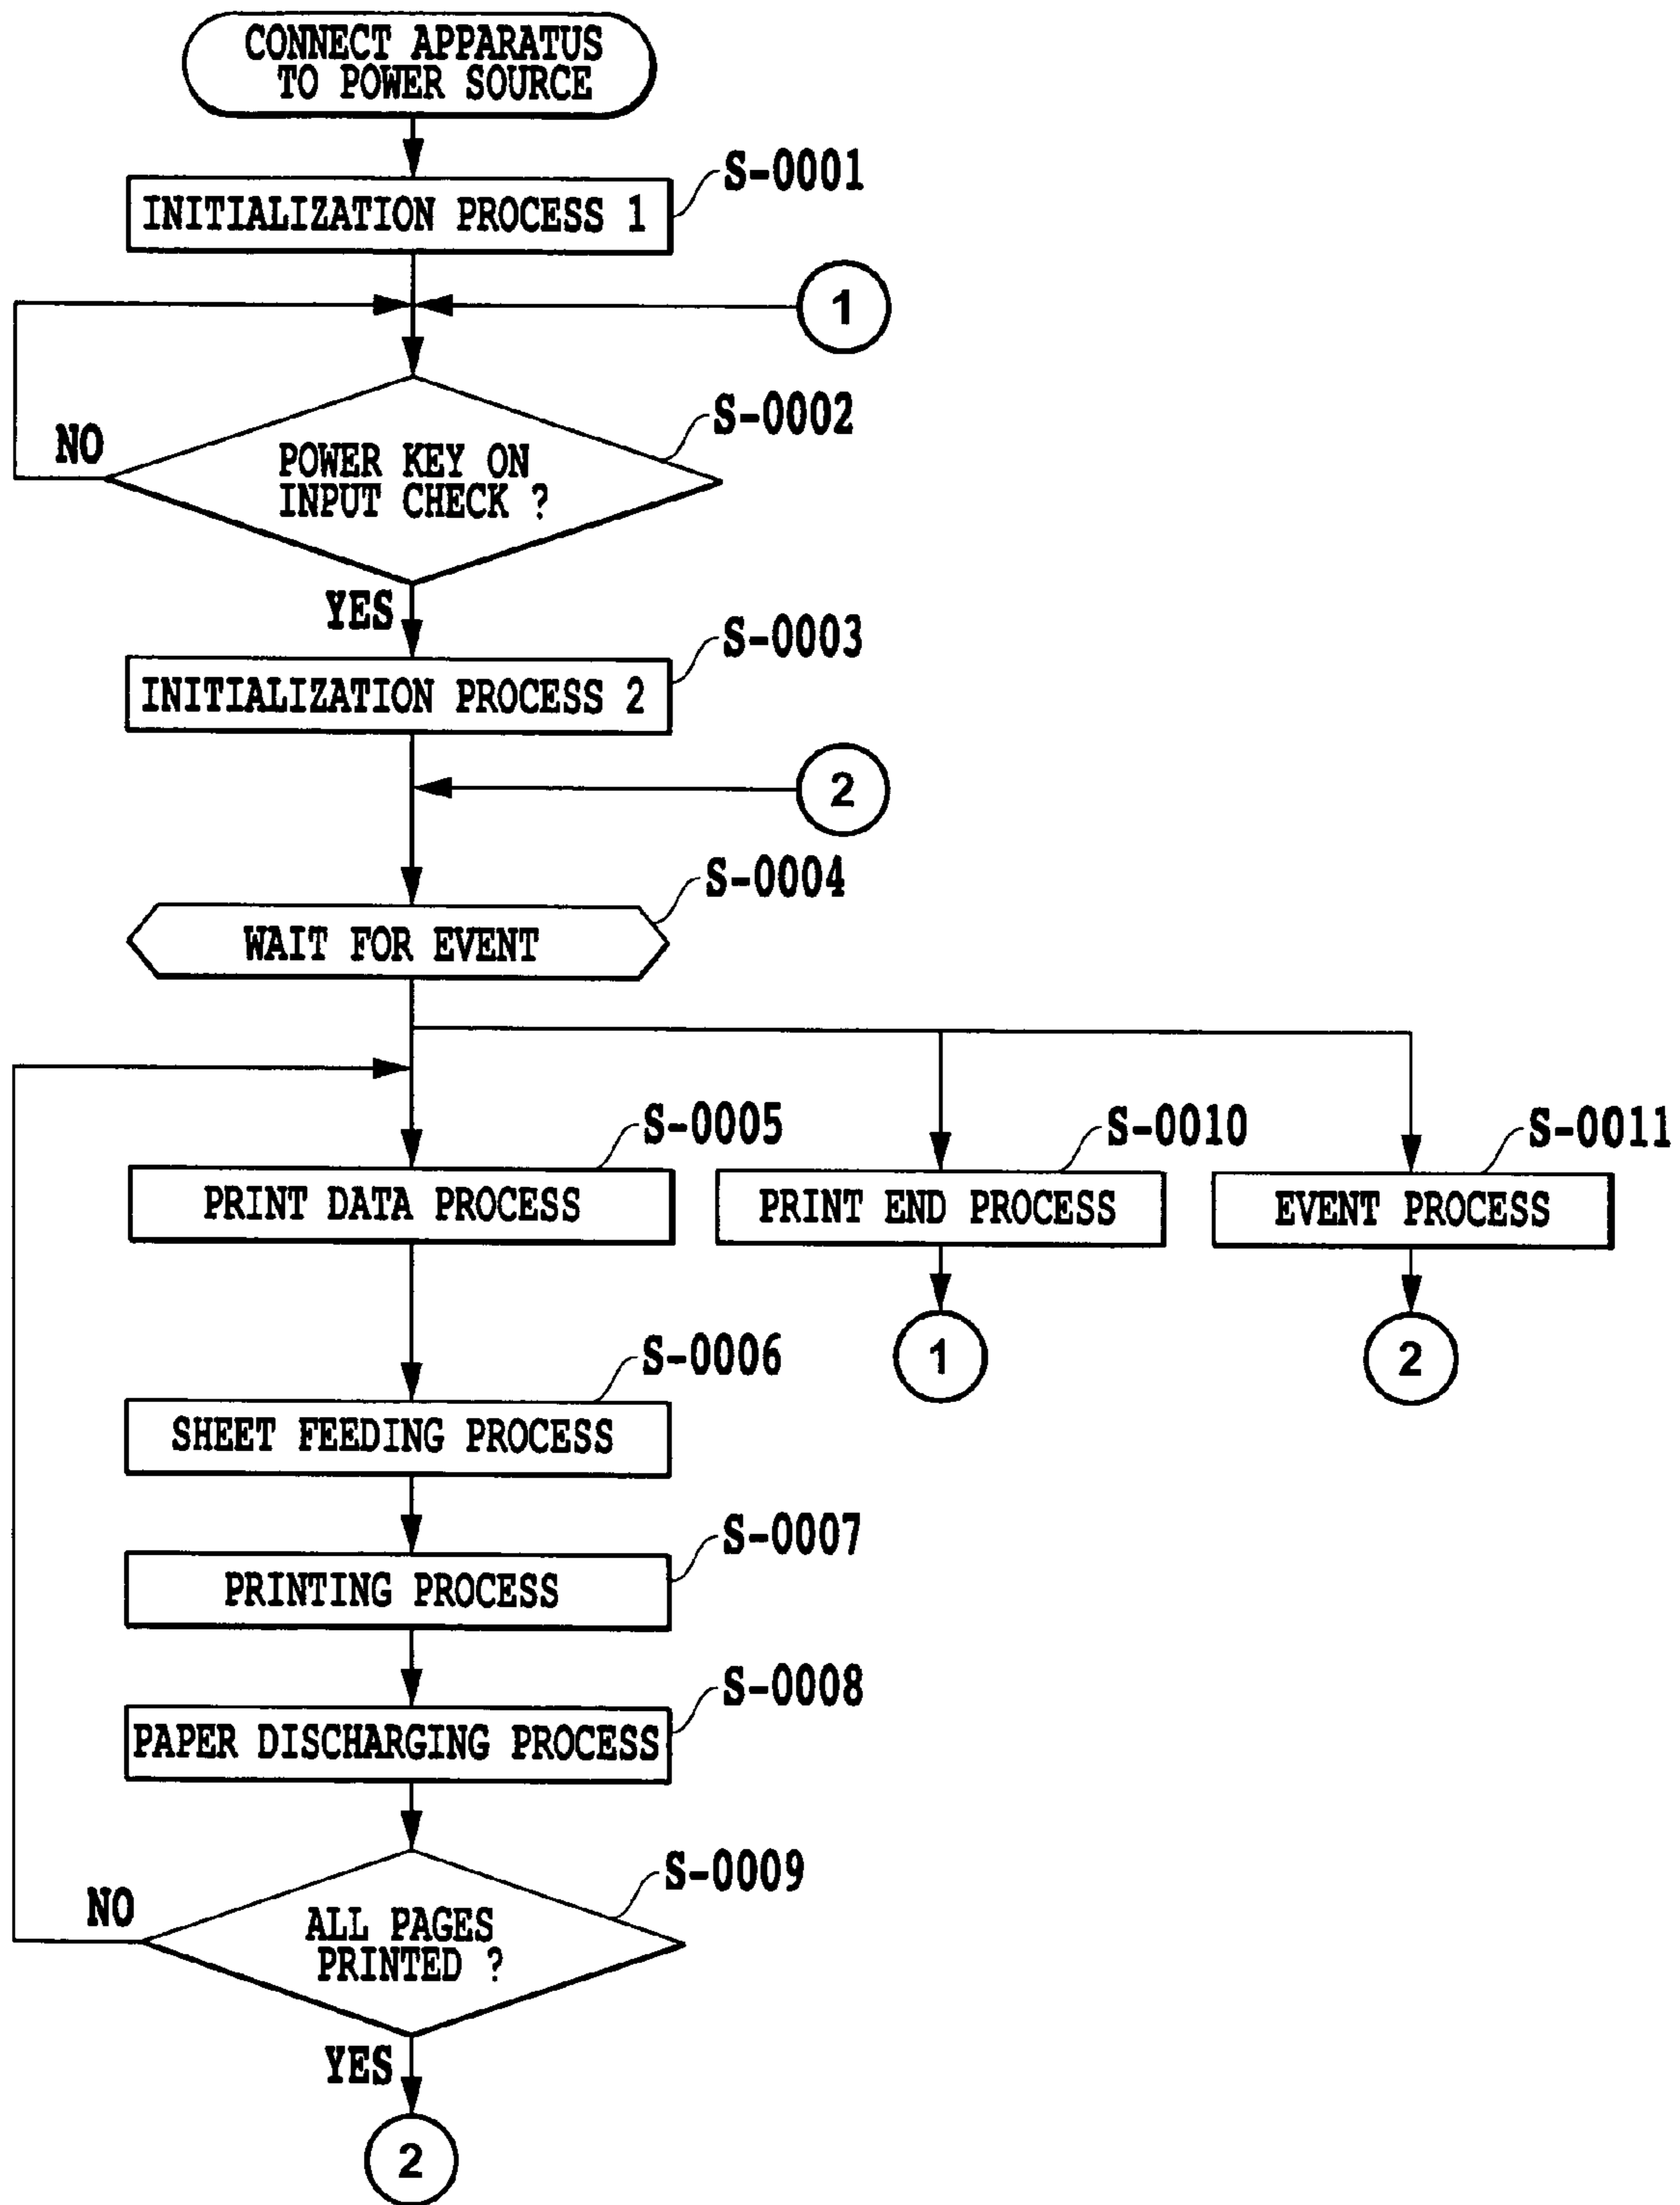 CONNECT APPARATUS
TO POWER SOURCE
S-0001
INITIALIZATION PROCESS 1
1
S-0002
NO
POWER KEY ON
INPUT CHECK ?
YES
S-0003
INITIALIZATION PROCESS 2
2
S-0004
WAIT FOR EVENT
S-0005
S-0010
S-0011
PRINT DATA PROCESS
PRINT END PROCESS
EVENT PROCESS
1
2
S-0006
SHEET FEEDING PROCESS
S-0007
PRINTING PROCESS
S-0008
PAPER DISCHARGING PROCESS
S-0009
NO
ALL PAGES
PRINTED ?
YES
2